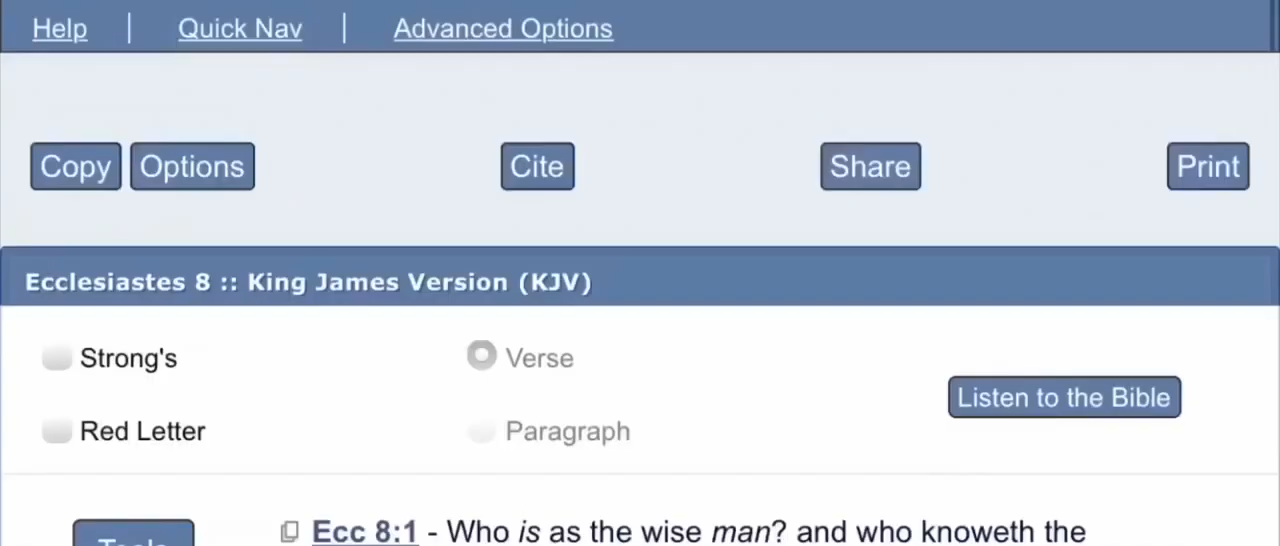 Help | Quick Nav | Advanced Options
Copy Options Cite Share Print
Ecclesiastes 8 :: King James Version (KJV)
Strong's Verse
Listen to the Bible
Red Letter Paragraph
Tools Ecc 8:1 - Who is as the wise man? and who knoweth the